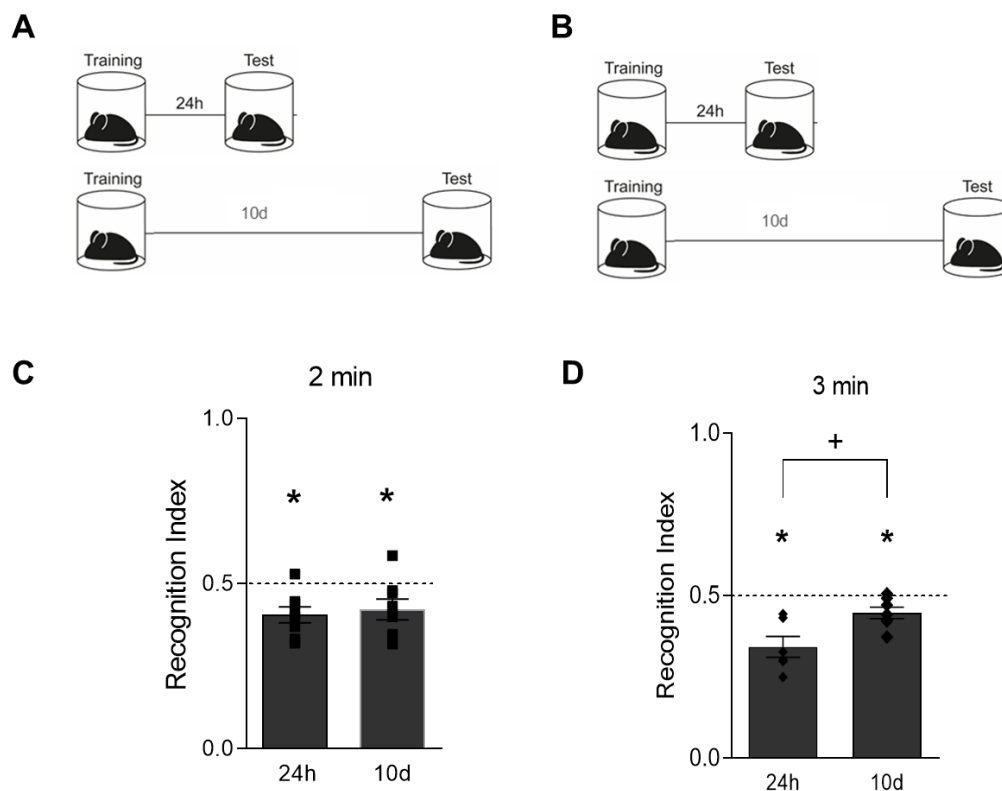 A
Training
Test
24h
Training
Test
10d
B
Training
Test
24h
Training
Test
10d
C
2 min
Recognition Index
1.0
0.5
0.0
*
*
24h
10d
D
3 min
Recognition Index
1.0
0.5
0.0
+
*
*
24h
10d